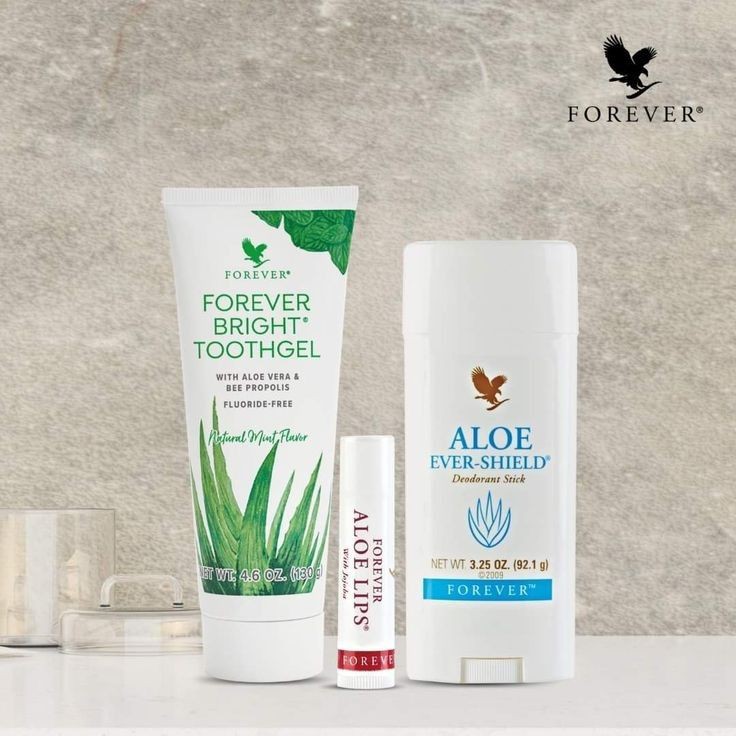 FOREVER®
FOREVER®
FOREVER
BRIGHT®
TOOTHGEL
WITH ALOE VERA &
BEE PROPOLIS
FLUORIDE-FREE
Natural Mint Flavor
NET WT. 4.6 OZ. (130 g)
FOREVER
ALOE LIPS®
With Jojoba
FOREVER
ALOE
EVER-SHIELD®
Deodorant Stick
NET WT 3.25 OZ. (92.1 g)
©2009
FOREVER™